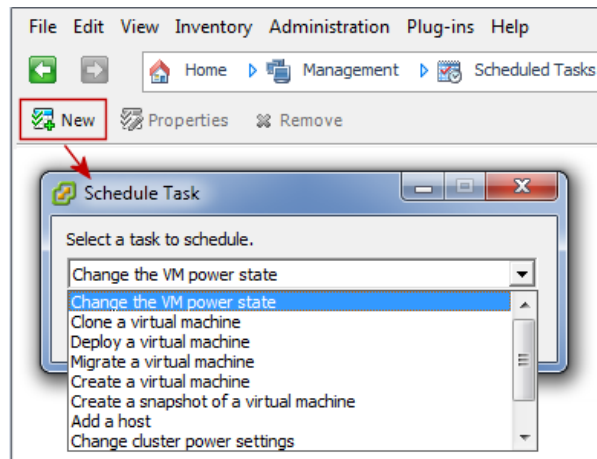 File Edit View Inventory Administration Plug-ins Help
Home Management Scheduled Tasks
New Properties Remove
Schedule Task
Select a task to schedule.
Change the VM power state
Change the VM power state
Clone a virtual machine
Deploy a virtual machine
Migrate a virtual machine
Create a virtual machine
Create a snapshot of a virtual machine
Add a host
Change cluster power settings